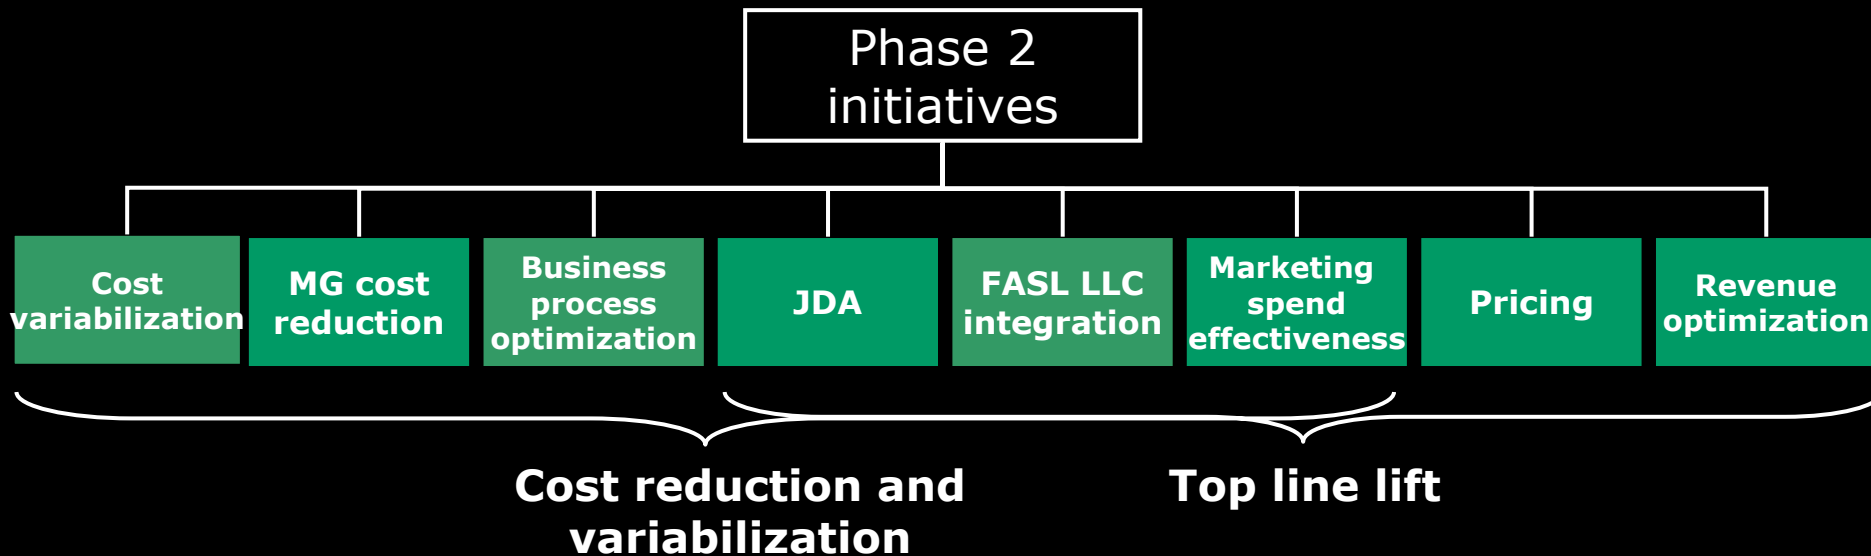 Phase 2
initiatives
Cost
variabilization
MG cost
reduction
Business
process
optimization
JDA
FASL LLC
integration
Marketing
spend
effectiveness
Pricing
Revenue
optimization
Cost reduction and
variabilization
Top line lift